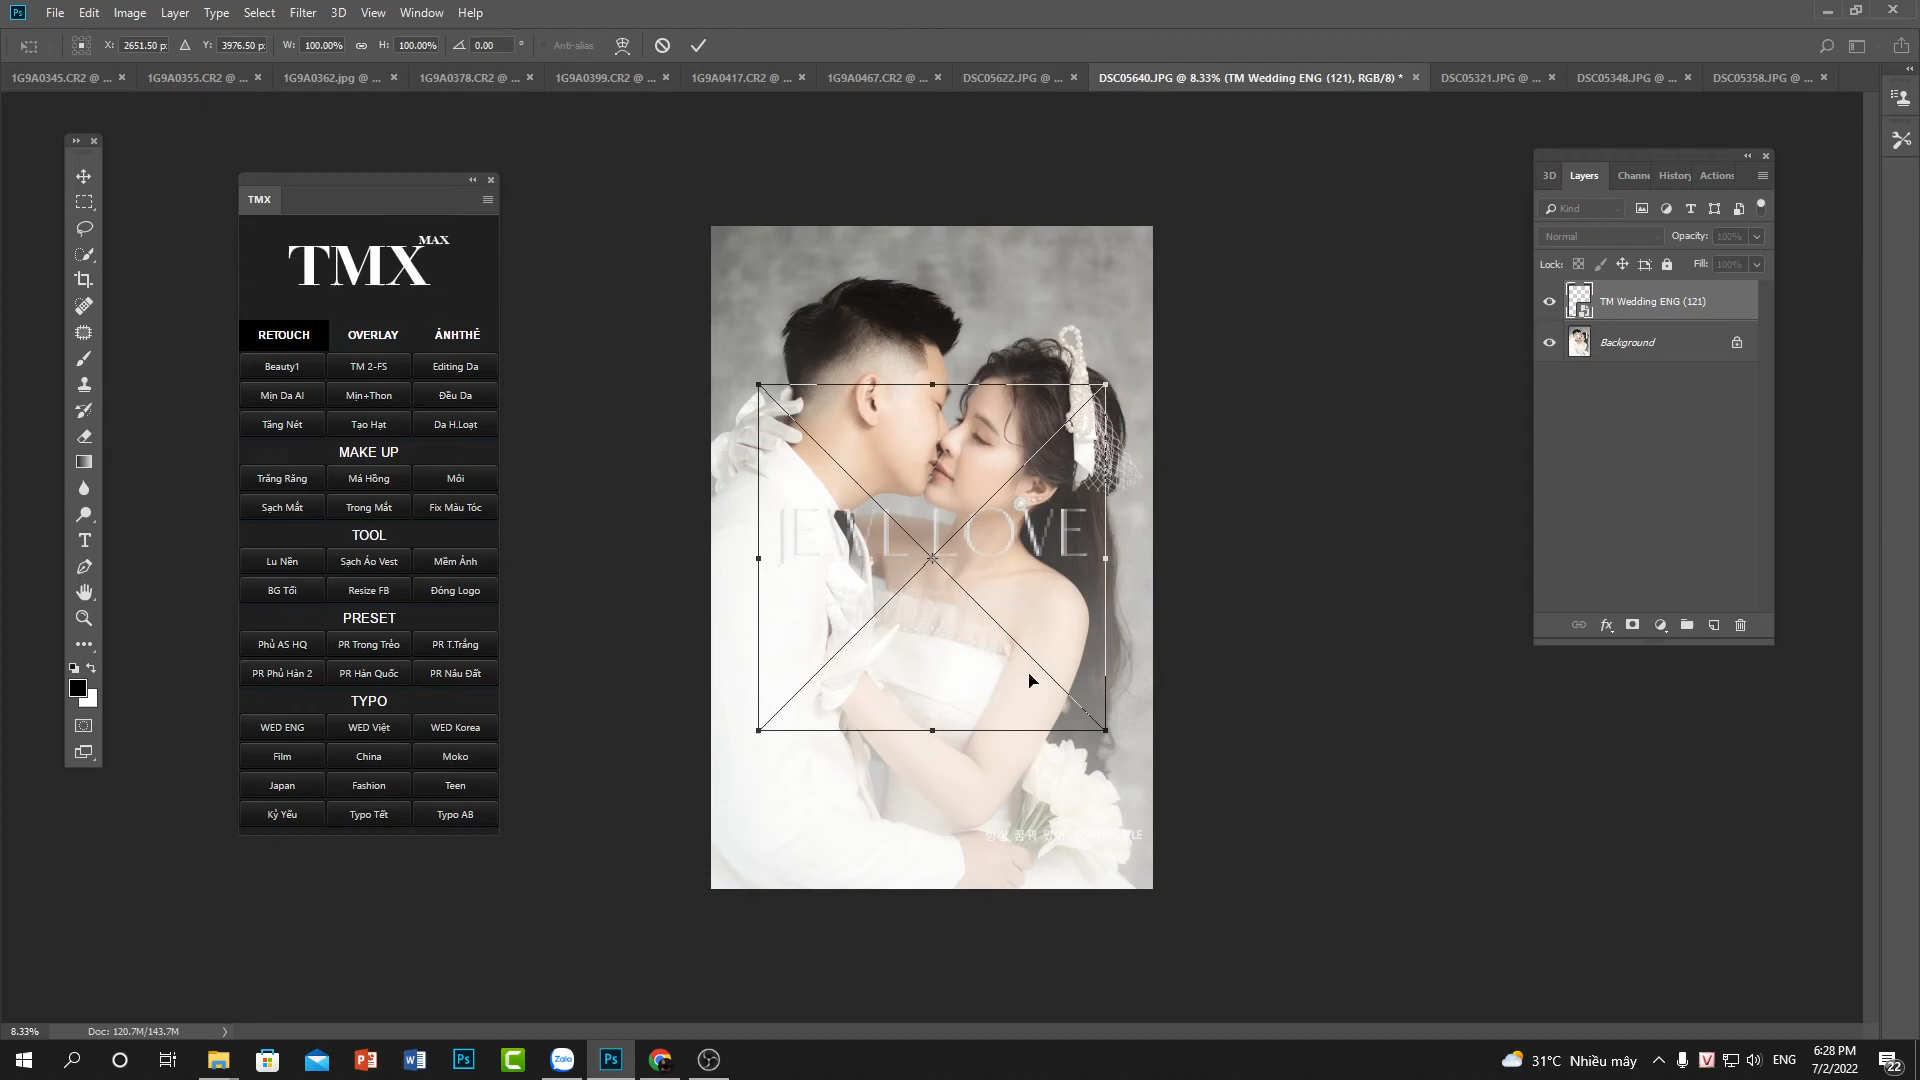 File Edit Image Layer Type Select Filter 3D View Window Help
X: 2651.50 p: Y: 3976.50 p: W: 100.00% H: 100.00% 0.00 ° Anti-alias
1G9A0345.CR2 @ ... × 1G9A0355.CR2 @ ... × 1G9A0362.jpg @ ... × 1G9A0378.CR2 @ ... × 1G9A0399.CR2 @ ... × 1G9A0417.CR2 @ ... × 1G9A0467.CR2 @ ... × DSC05622.JPG @ ... × DSC05640.JPG @ 8.33% (TM Wedding ENG (121), RGB/8) * × DSC05321.JPG @ ... × DSC05348.JPG @ ... × DSC05358.JPG @ ... ×
TMX
TMX MAX
RETOUCH OVERLAY ẢNHTHẺ
Beauty1 TM 2-FS Editing Da
Mịn Da AI Mịn+Thon Đều Da
Tăng Nét Tạo Hạt Da H.Loạt
MAKE UP
Trăng Răng Má Hồng Môi
Sạch Mắt Trong Mắt Fix Màu Tóc
TOOL
Lu Nền Sạch Áo Vest Mềm Ảnh
BG Tối Resize FB Đóng Logo
PRESET
Phủ AS HQ PR Trong Trẻo PR T.Trắng
PR Phủ Hàn 2 PR Hàn Quốc PR Nâu Đất
TYPO
WED ENG WED Việt WED Korea
Film China Moko
Japan Fashion Teen
Kỷ Yếu Typo Tết Typo AB
JEWL LOVE
3D Layers Chann History Actions
Kind
Normal Opacity: 100%
Lock: Fill: 100%
TM Wedding ENG (121)
Background
8.33% Doc: 120.7M/143.7M
31°C Nhiều mây ENG 6:28 PM
7/2/2022 22